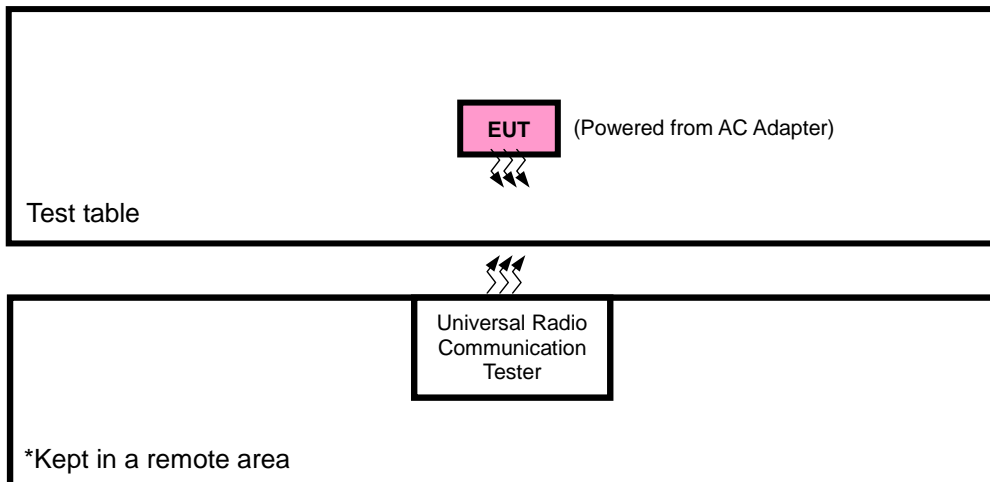 EUT
(Powered from AC Adapter)
Test table
Universal Radio
Communication
Tester
*Kept in a remote area